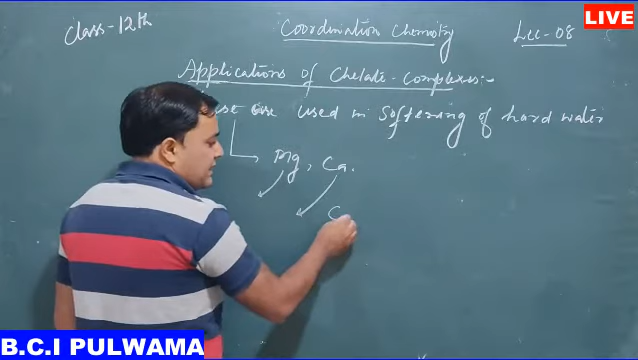 LIVE
Class-12th
Coordination Chemistry
Lec-08
Applications of Chelate-Complexes:-
are used in Softening of hard water
Mg, Ca.
C
B.C.I PULWAMA